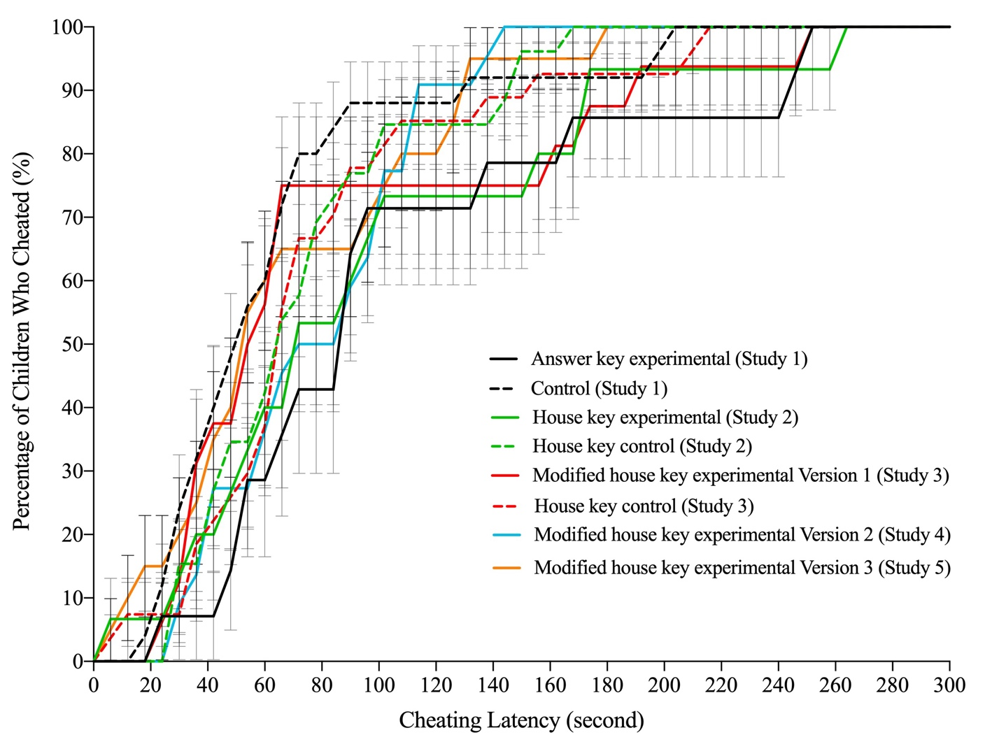 Percentage of Children Who Cheated (%)
100
90
80
70
60
50
40
30
20
10
0
Answer key experimental (Study 1)
Control (Study 1)
House key experimental (Study 2)
House key control (Study 2)
Modified house key experimental Version 1 (Study 3)
House key control (Study 3)
Modified house key experimental Version 2 (Study 4)
Modified house key experimental Version 3 (Study 5)
0 20 40 60 80 100 120 140 160 180 200 220 240 260 280 300
Cheating Latency (second)